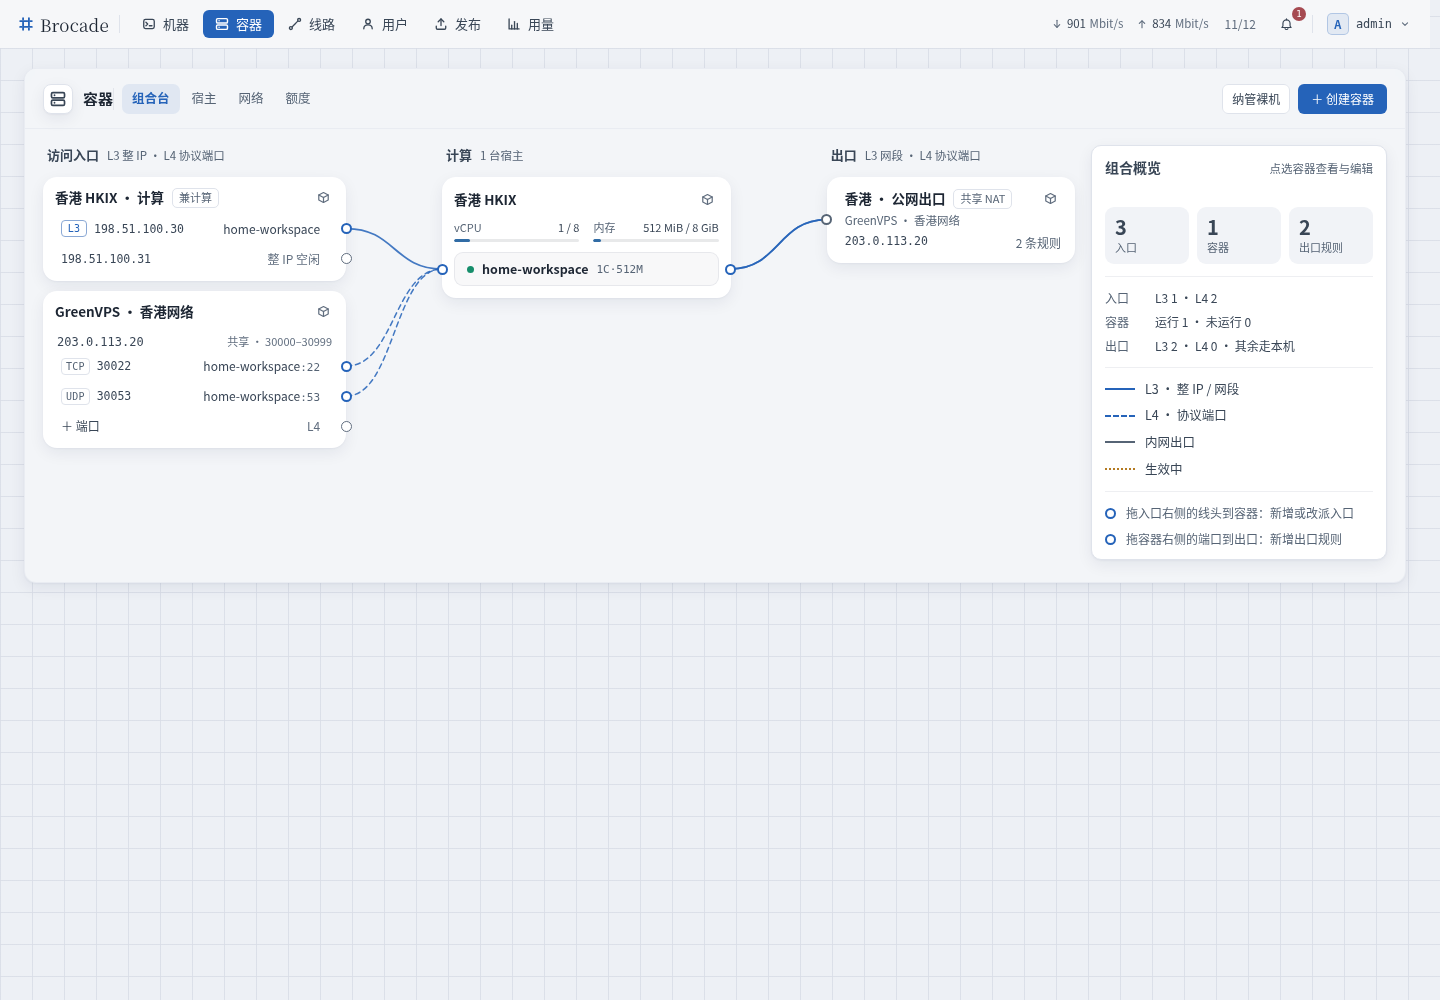 Brocade
机器
容器
线路
用户
发布
用量
↓ 901 Mbit/s
↑ 834 Mbit/s
11/12
1
A
admin
容器
组合台
宿主
网络
额度
纳管裸机
＋ 创建容器
访问入口 L3 整 IP · L4 协议端口
香港 HKIX · 计算 兼计算
L3 198.51.100.30 home-workspace
198.51.100.31 整 IP 空闲
GreenVPS · 香港网络
203.0.113.20 共享 · 30000–30999
TCP 30022 home-workspace:22
UDP 30053 home-workspace:53
＋ 端口 L4
计算 1 台宿主
香港 HKIX
vCPU 1 / 8 内存 512 MiB / 8 GiB
home-workspace 1C·512M
出口 L3 网段 · L4 协议端口
香港 · 公网出口 共享 NAT
GreenVPS · 香港网络
203.0.113.20 2 条规则
组合概览 点选容器查看与编辑
3
入口
1
容器
2
出口规则
入口 L3 1 · L4 2
容器 运行 1 · 未运行 0
出口 L3 2 · L4 0 · 其余走本机
L3 · 整 IP / 网段
L4 · 协议端口
内网出口
生效中
拖入口右侧的线头到容器：新增或改派入口
拖容器右侧的端口到出口：新增出口规则